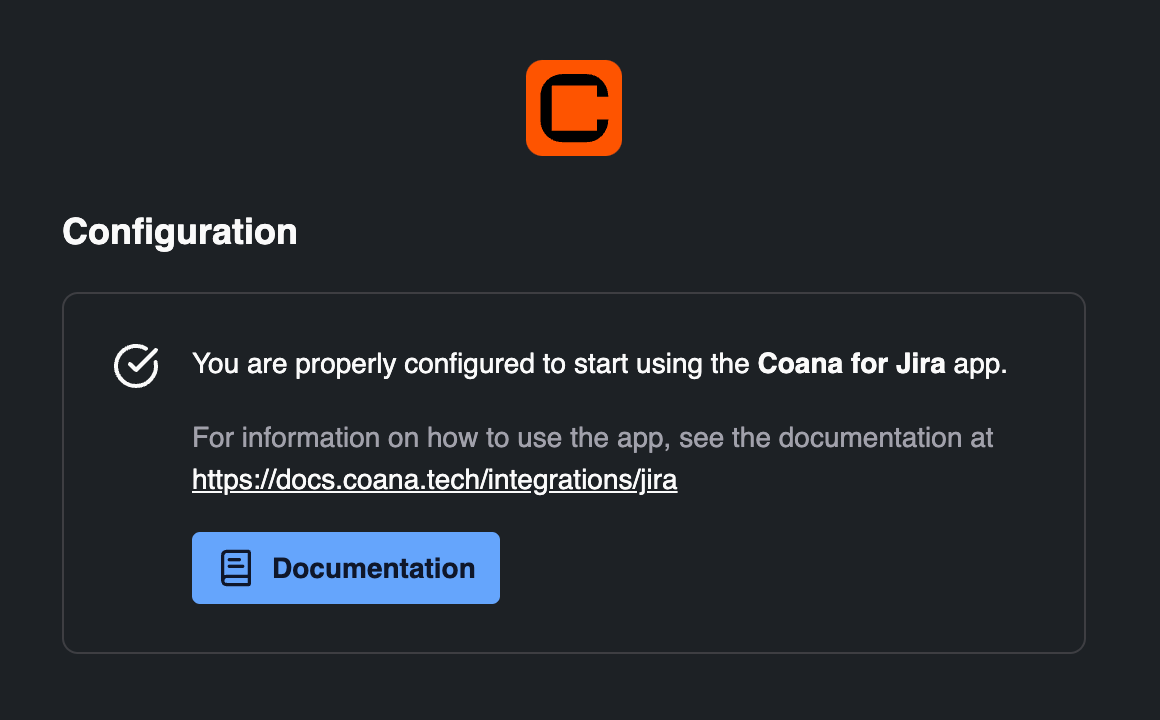 C
Configuration
You are properly configured to start using the Coana for Jira app.
For information on how to use the app, see the documentation at
https://docs.coana.tech/integrations/jira
Documentation